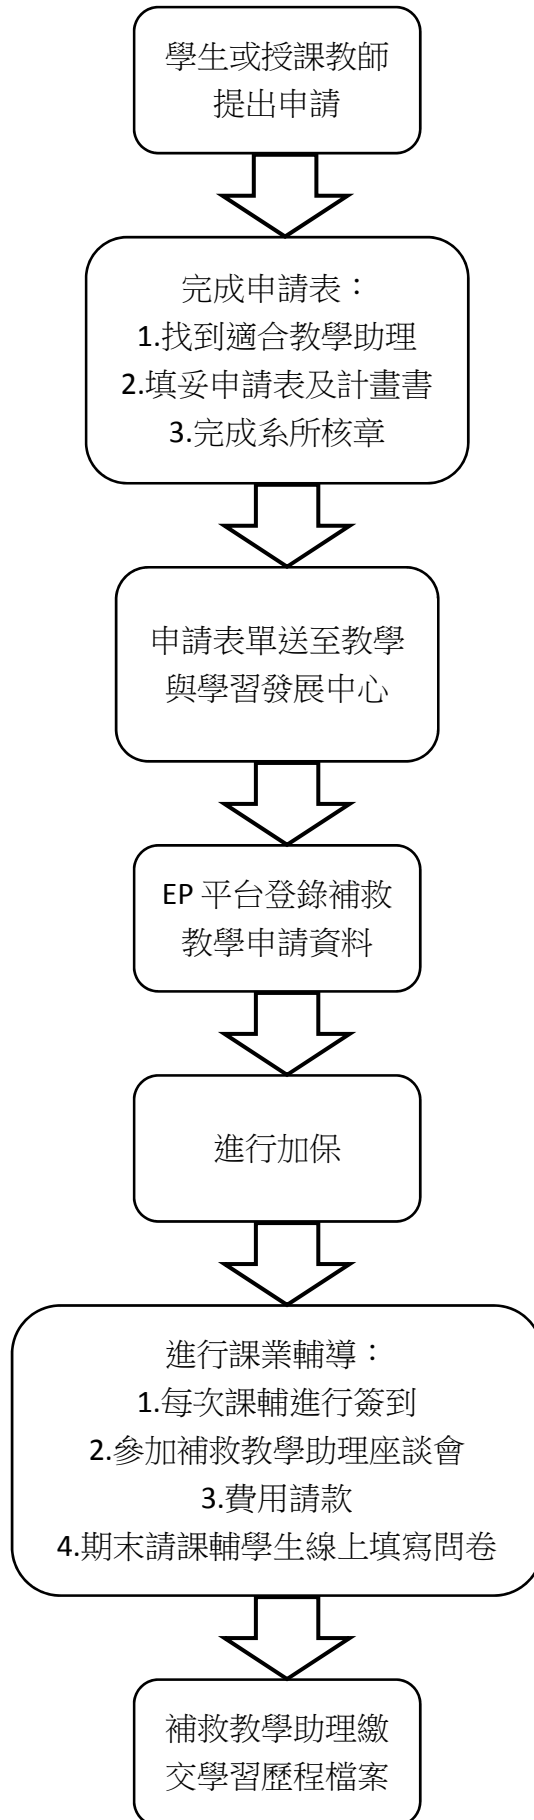 學生或授課教師
提出申請
完成申請表：
1.找到適合教學助理
2.填妥申請表及計畫書
3.完成系所核章
申請表單送至教學
與學習發展中心
EP 平台登錄補救
教學申請資料
進行加保
進行課業輔導：
1.每次課輔進行簽到
2.參加補救教學助理座談會
3.費用請款
4.期末請課輔學生線上填寫問卷
補救教學助理繳
交學習歷程檔案